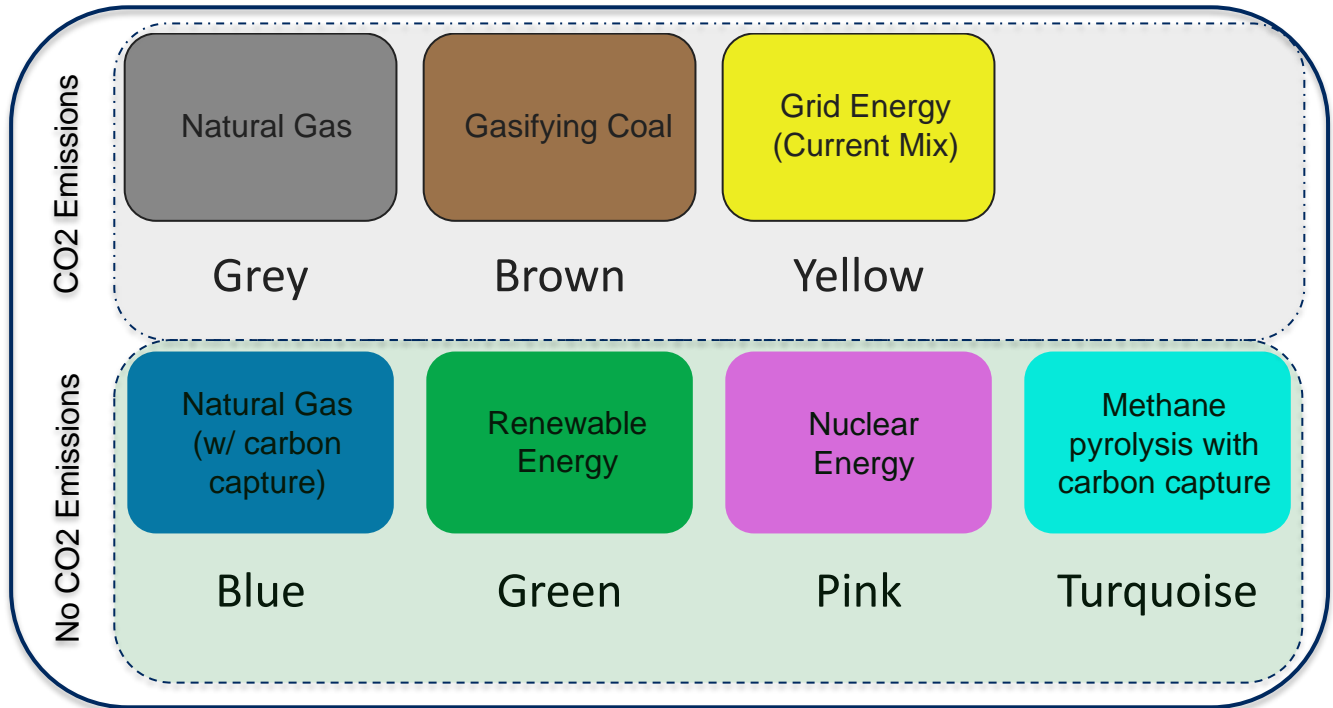 CO2 Emissions
Natural Gas
Gasifying Coal
Grid Energy
(Current Mix)
Grey
Brown
Yellow
No CO2 Emissions
Natural Gas
(w/ carbon
capture)
Renewable
Energy
Nuclear
Energy
Methane
pyrolysis with
carbon capture
Blue
Green
Pink
Turquoise